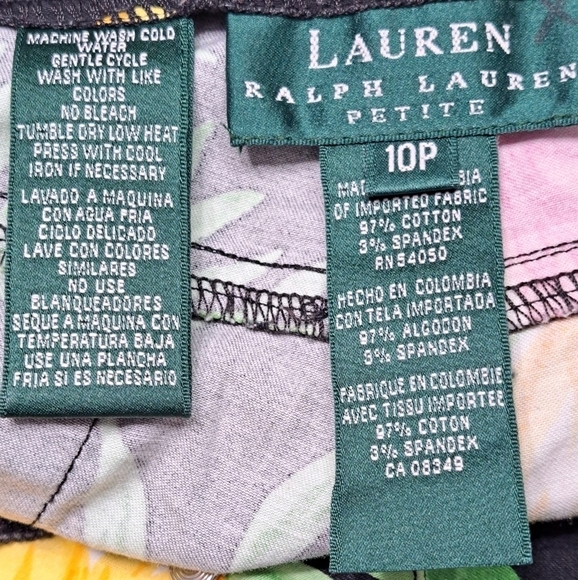 MACHINE WASH COLD
WATER
GENTLE CYCLE
WASH WITH LIKE
COLORS
NO BLEACH
TUMBLE DRY LOW HEAT
PRESS WITH COOL
IRON IF NECESSARY
LAVADO A MAQUINA
CON AGUA FRIA
CICLO DELICADO
LAVE CON COLORES
SIMILARES
NO USE
BLANQUEADORES
SEQUE A MAQUINA CON
TEMPERATURA BAJA
USE UNA PLANCHA
FRIA SI ES NECESARIO
LAUREN
RALPH LAUREN
PETITE
10P
OF IMPORTED FABRIC
97% COTTON
3% SPANDEX
RN 54050
HECHO EN COLOMBIA
CON TELA IMPORTADA
97% ALGODON
3% SPANDEX
FABRIQUE EN COLOMBIE
AVEC TISSU IMPORTEE
97% COTON
3% SPANDEX
CA 08349